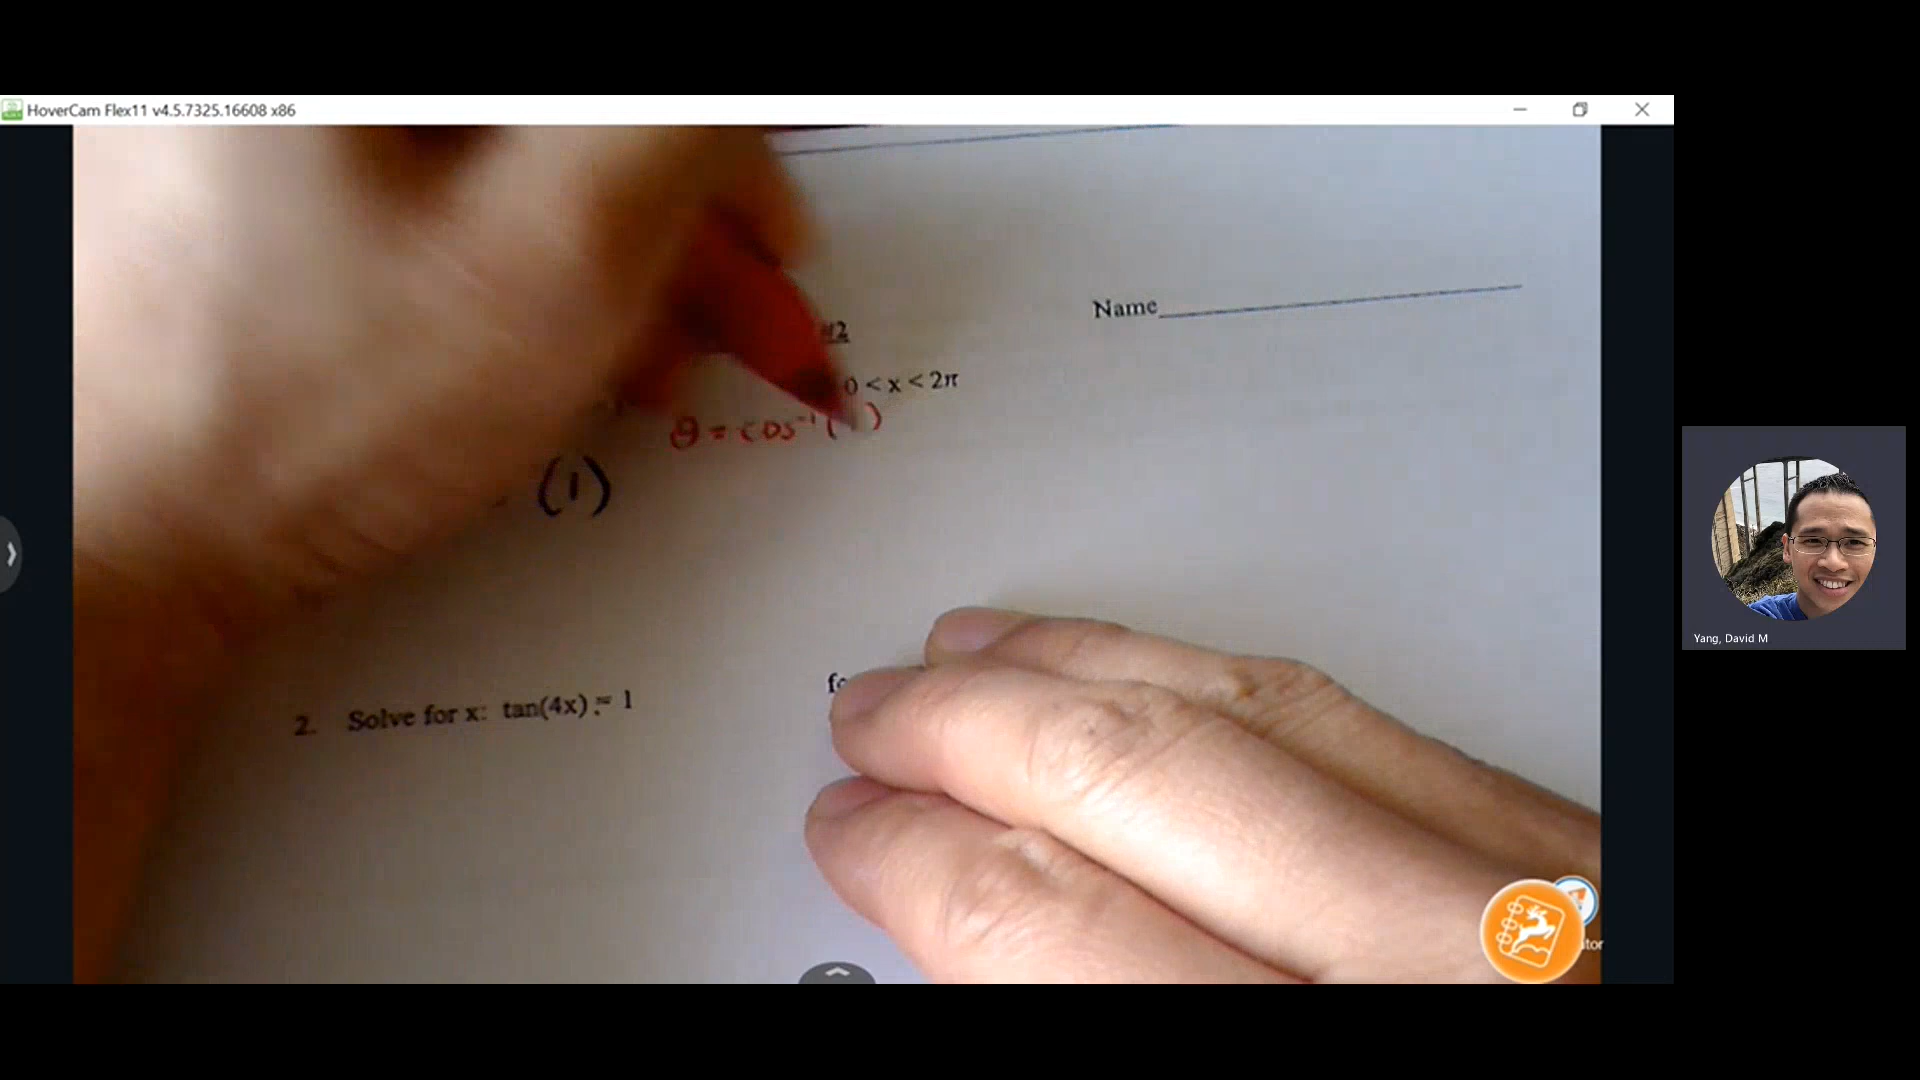 HoverCam Flex11 v4.5.7325.16608 x86
Name
#2
0 < x < 2π
θ = cos⁻¹( )
(1)
2. Solve for x: tan(4x) = 1
Yang, David M